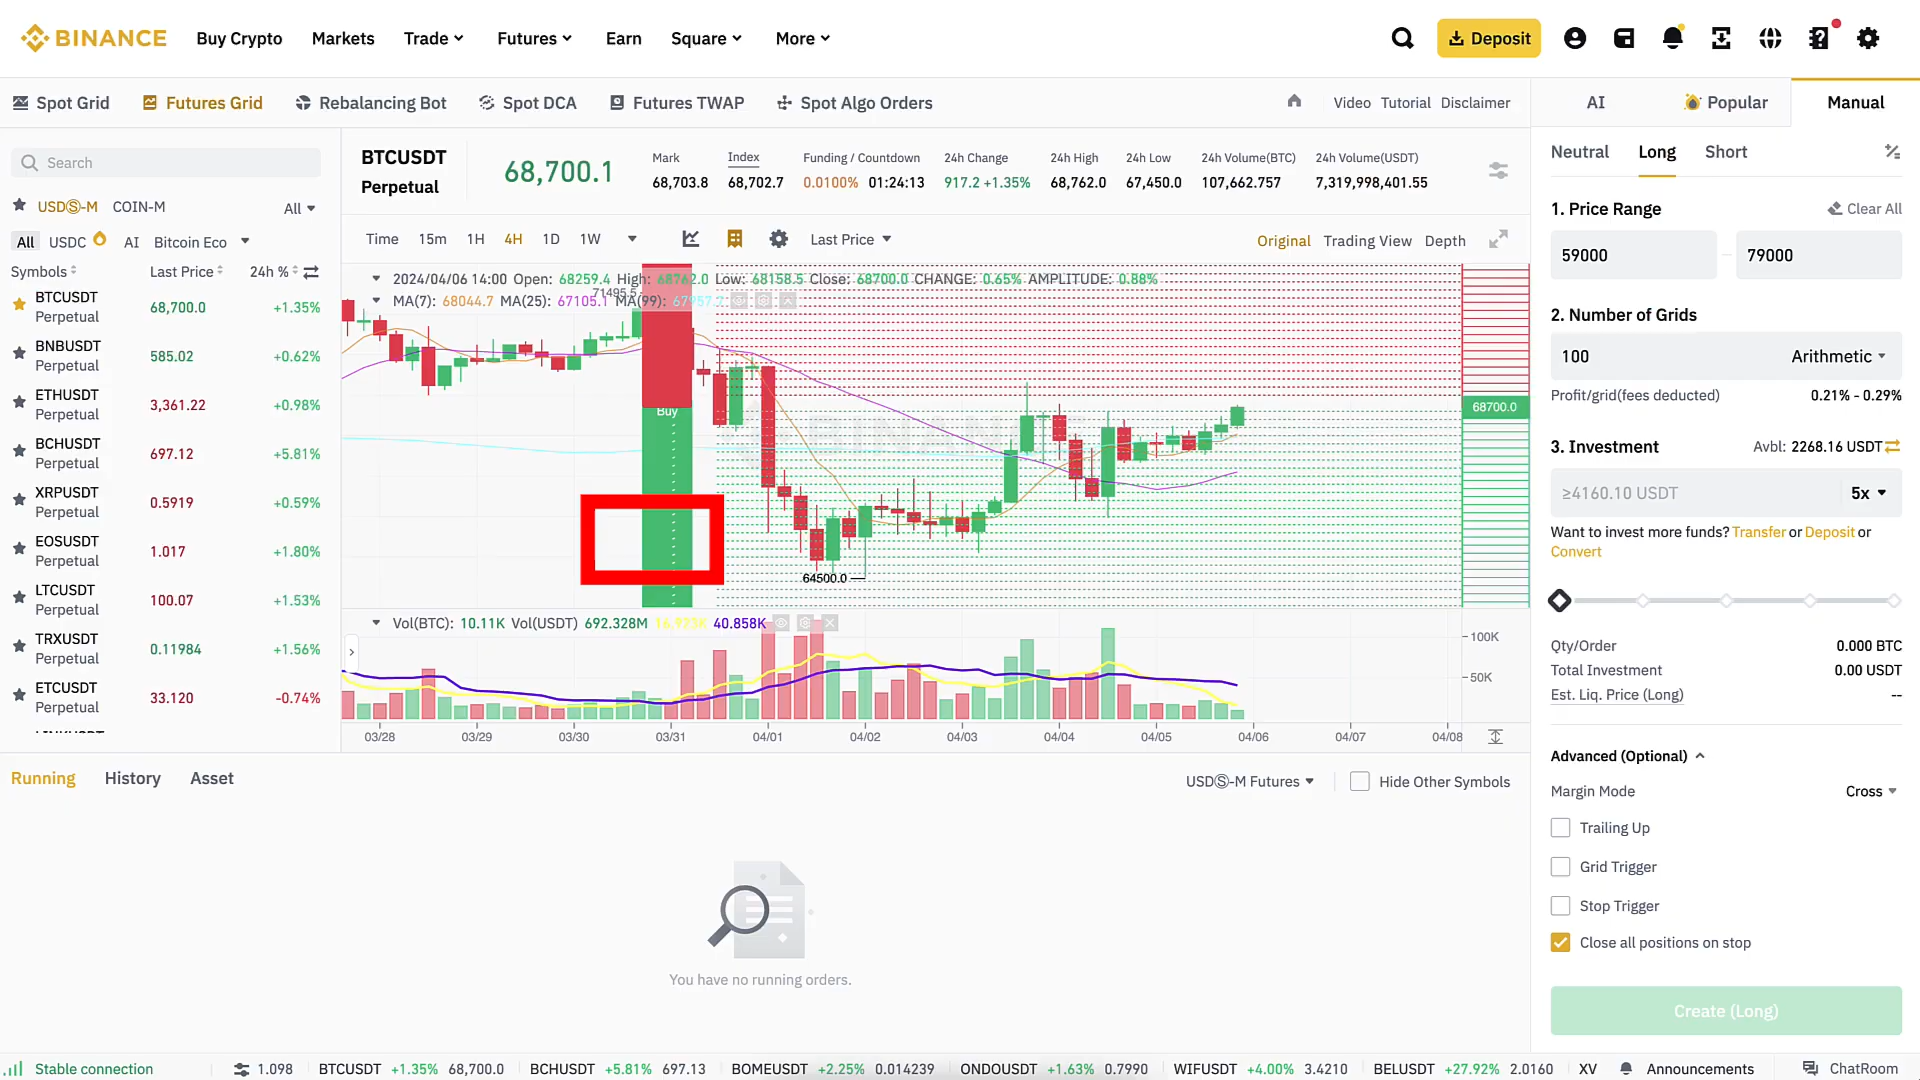 BINANCE Buy Crypto Markets Trade Futures Earn Square More Deposit
Spot Grid Futures Grid Rebalancing Bot Spot DCA Futures TWAP Spot Algo Orders Video Tutorial Disclaimer
AI Popular Manual
Search
USDⓈ-M COIN-M All
All USDC AI Bitcoin Eco
Symbols Last Price 24h %
BTCUSDT Perpetual 68,700.0 +1.35%
BNBUSDT Perpetual 585.02 +0.62%
ETHUSDT Perpetual 3,361.22 +0.98%
BCHUSDT Perpetual 697.12 +5.81%
XRPUSDT Perpetual 0.5919 +0.59%
EOSUSDT Perpetual 1.017 +1.80%
LTCUSDT Perpetual 100.07 +1.53%
TRXUSDT Perpetual 0.11984 +1.56%
ETCUSDT Perpetual 33.120 -0.74%
BTCUSDT
Perpetual
68,700.1
Mark Index Funding / Countdown 24h Change 24h High 24h Low 24h Volume(BTC) 24h Volume(USDT)
68,703.8 68,702.7 0.0100% 01:24:13 917.2 +1.35% 68,762.0 67,450.0 107,662.757 7,319,998,401.55
Time 15m 1H 4H 1D 1W Last Price Original Trading View Depth
2024/04/06 14:00 Open: 68259.4 High: 68762.0 Low: 68158.5 Close: 68700.0 CHANGE: 0.65% AMPLITUDE: 0.88%
71495.5
MA(7): 68044.7 MA(25): 67105.1 MA(99): 67957.
Buy
BINANCE
68700.0
64500.0
Vol(BTC): 10.11K Vol(USDT) 692.328M 16.923K 40.858K
100K
50K
03/28 03/29 03/30 03/31 04/01 04/02 04/03 04/04 04/05 04/06 04/07 04/08
Running History Asset USDⓈ-M Futures Hide Other Symbols
You have no running orders.
Neutral Long Short
1. Price Range Clear All
59000 – 79000
2. Number of Grids
100 Arithmetic
Profit/grid(fees deducted) 0.21% - 0.29%
3. Investment Avbl: 2268.16 USDT
≥4160.10 USDT 5x
Want to invest more funds? Transfer or Deposit or
Convert
Qty/Order 0.000 BTC
Total Investment 0.00 USDT
Est. Liq. Price (Long) --
Advanced (Optional)
Margin Mode Cross
Trailing Up
Grid Trigger
Stop Trigger
Close all positions on stop
Create (Long)
Stable connection 1.098 BTCUSDT +1.35% 68,700.0 BCHUSDT +5.81% 697.13 BOMEUSDT +2.25% 0.014239 ONDOUSDT +1.63% 0.7990 WIFUSDT +4.00% 3.4210 BELUSDT +27.92% 2.0160 XV Announcements ChatRoom